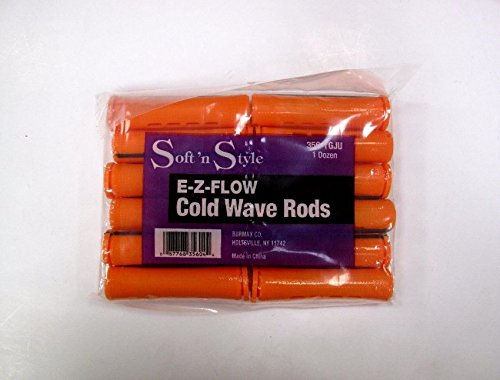 Soft 'n Style
1 Dozen
E-Z-FLOW
Cold Wave Rods
BURMAX CO.
HOLTSVILLE, NY 11742
Made in China